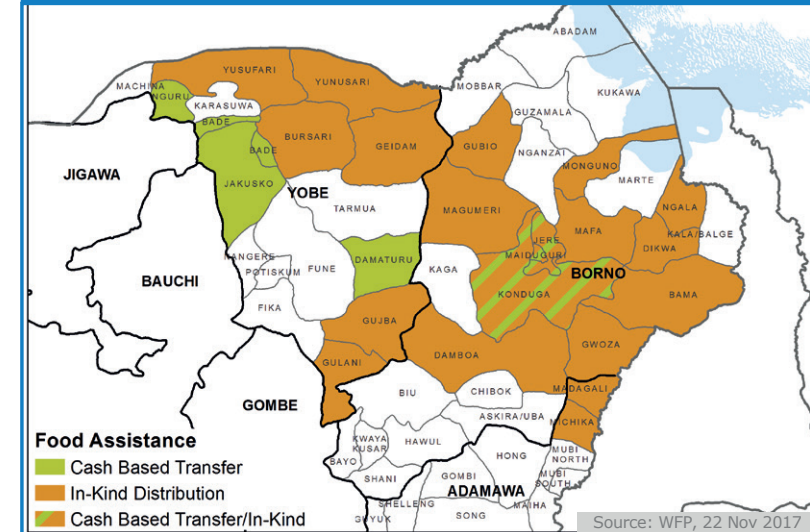 ABADAM
YUSUFARI
YUNUSARI
MACHINA
MOBBAR
KUKAWA
NGURU
KARASUWA
GUZAMALA
BADE
BURSARI
GEIDAM
GUBIO
NGANZAI
BADE
MONGUNO
MARTE
JIGAWA
JAKUSKO
YOBE
TARMUA
MAGUMERI
NGALA
MAFA
KALA/BALGE
JERE
DIKWA
NANGERE
FUNE
DAMATURU
KAGA
MAIDUGURI
BORNO
POTISKUM
BAUCHI
KONDUGA
BAMA
FIKA
GUJBA
GWOZA
GULANI
DAMBOA
MADAGALI
GOMBE
BIU
CHIBOK
ASKIRA/UBA
MICHIKA
KWAYA
KUSAR
HAWUL
BAYO
HONG
MUBI
NORTH
MUBI
SOUTH
SHANI
GOMBI
ADAMAWA
MAIHA
SHELLENG
SONG
GUYUK
Food Assistance
Cash Based Transfer
In-Kind Distribution
Cash Based Transfer/In-Kind
Source: WFP, 22 Nov 2017